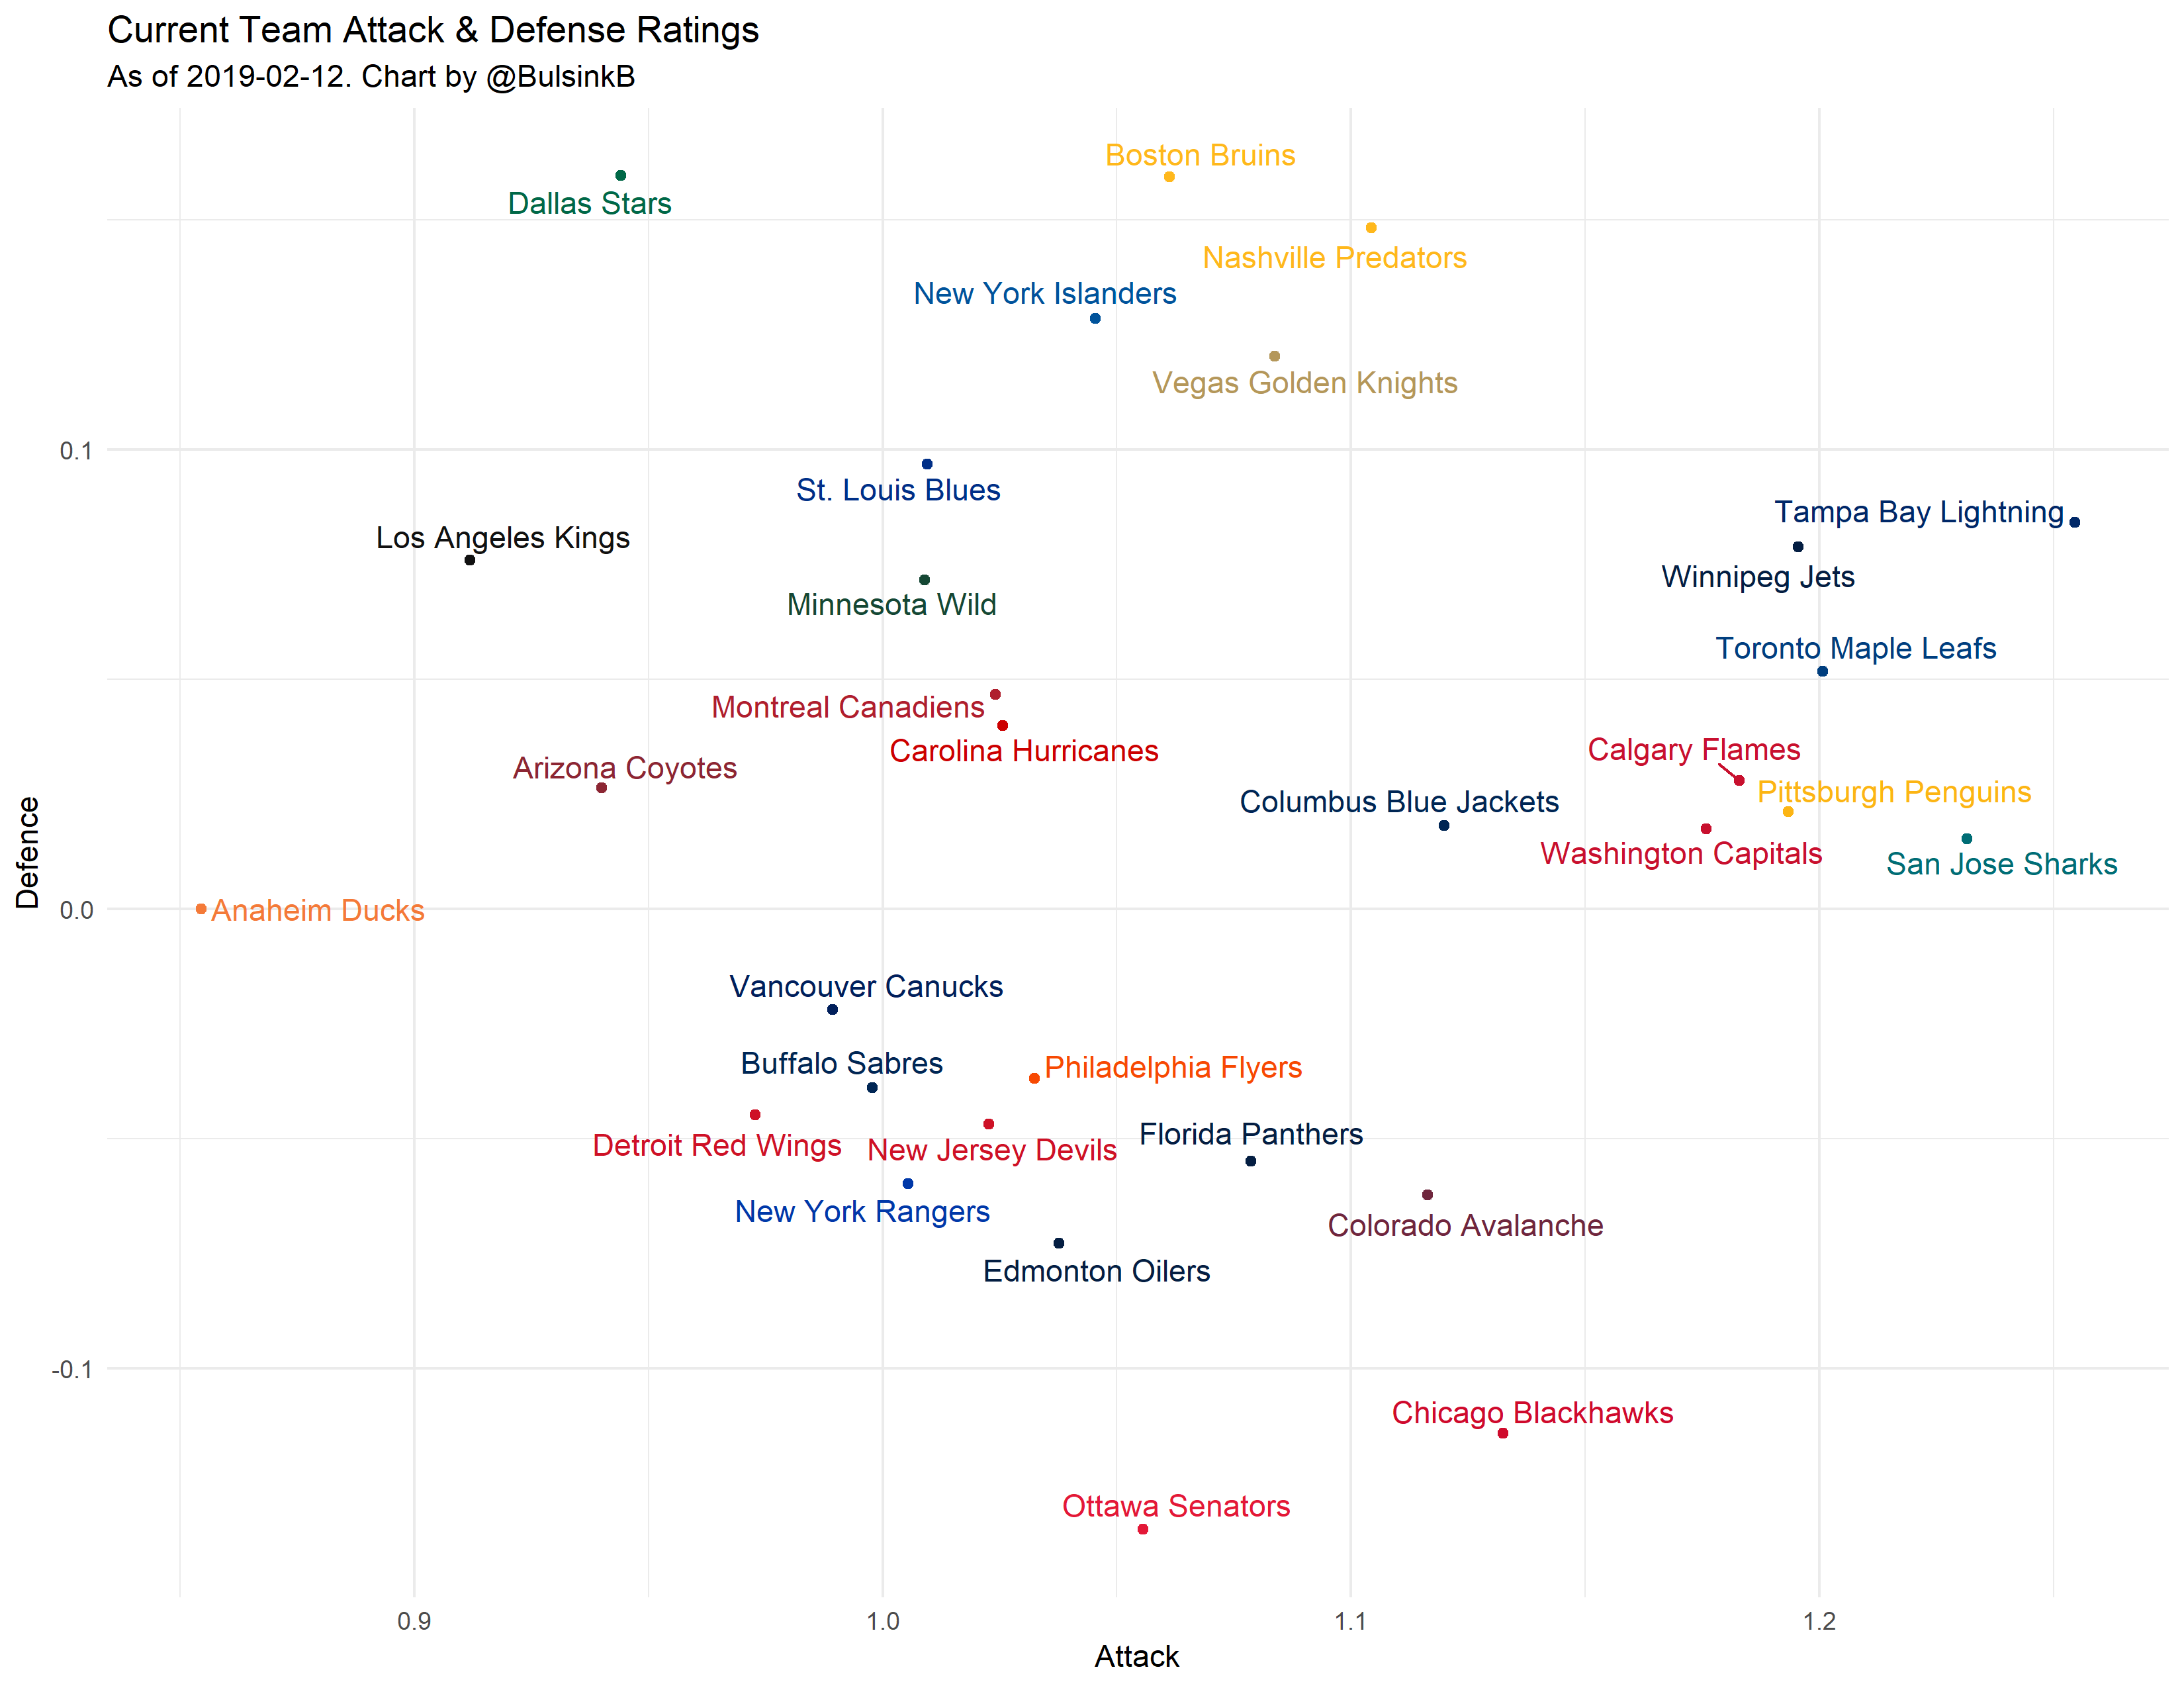 Current Team Attack & Defense Ratings
As of 2019-02-12. Chart by @BulsinkB
Boston Bruins
Dallas Stars
Nashville Predators
New York Islanders
Vegas Golden Knights
0.1
St. Louis Blues
Tampa Bay Lightning
Los Angeles Kings
Winnipeg Jets
Minnesota Wild
Toronto Maple Leafs
Montreal Canadiens
Carolina Hurricanes
Calgary Flames
Arizona Coyotes
Pittsburgh Penguins
Columbus Blue Jackets
Washington Capitals
San Jose Sharks
Defence
0.0
Anaheim Ducks
Vancouver Canucks
Buffalo Sabres
Philadelphia Flyers
Florida Panthers
Detroit Red Wings
New Jersey Devils
New York Rangers
Colorado Avalanche
Edmonton Oilers
-0.1
Chicago Blackhawks
Ottawa Senators
0.9
1.0
1.1
1.2
Attack